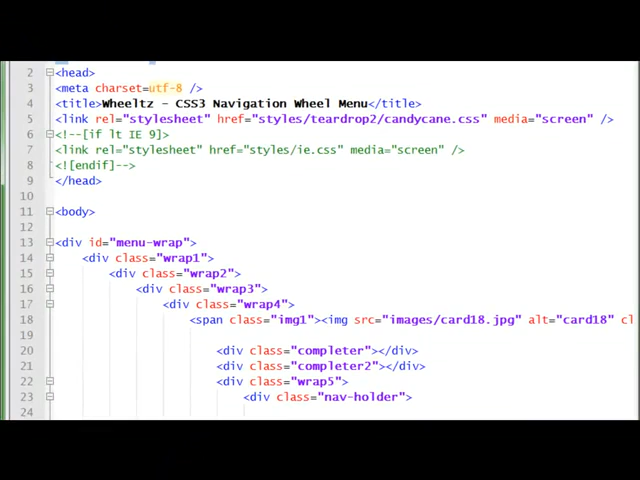 2 <head>
3 <meta charset=utf-8 />
4 <title>Wheeltz - CSS3 Navigation Wheel Menu</title>
5 <link rel="stylesheet" href="styles/teardrop2/candycane.css" media="screen" />
6 <!--[if lt IE 9]>
7 <link rel="stylesheet" href="styles/ie.css" media="screen" />
8 <![endif]-->
9 </head>
10
11 <body>
12
13 <div id="menu-wrap">
14 <div class="wrap1">
15 <div class="wrap2">
16 <div class="wrap3">
17 <div class="wrap4">
18 <span class="img1"><img src="images/card18.jpg" alt="card18" cl
19
20 <div class="completer"></div>
21 <div class="completer2"></div>
22 <div class="wrap5">
23 <div class="nav-holder">
24